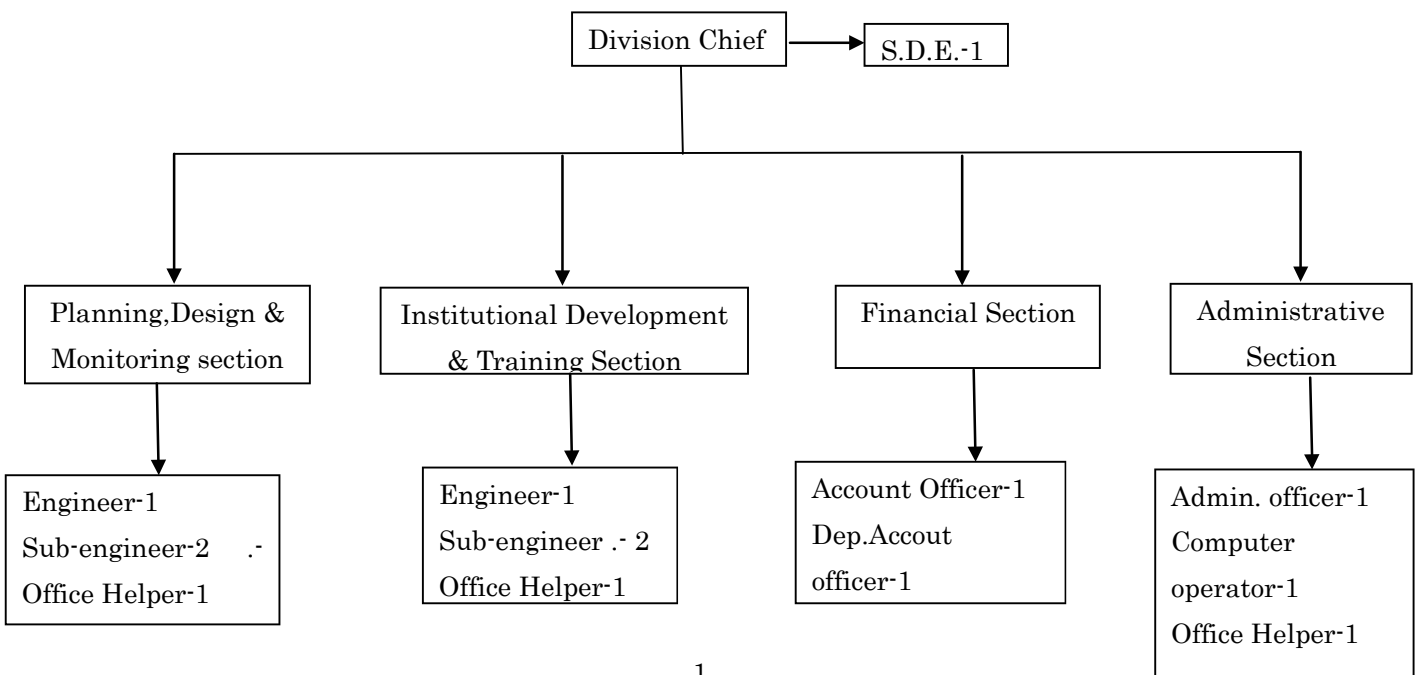 Division Chief
S.D.E.-1
Planning,Design &
Monitoring section
Institutional Development
& Training Section
Financial Section
Administrative
Section
Engineer-1
Sub-engineer-2 .-
Office Helper-1
Engineer-1
Sub-engineer .- 2
Office Helper-1
Account Officer-1
Dep.Accout
officer-1
Admin. officer-1
Computer
operator-1
Office Helper-1
1